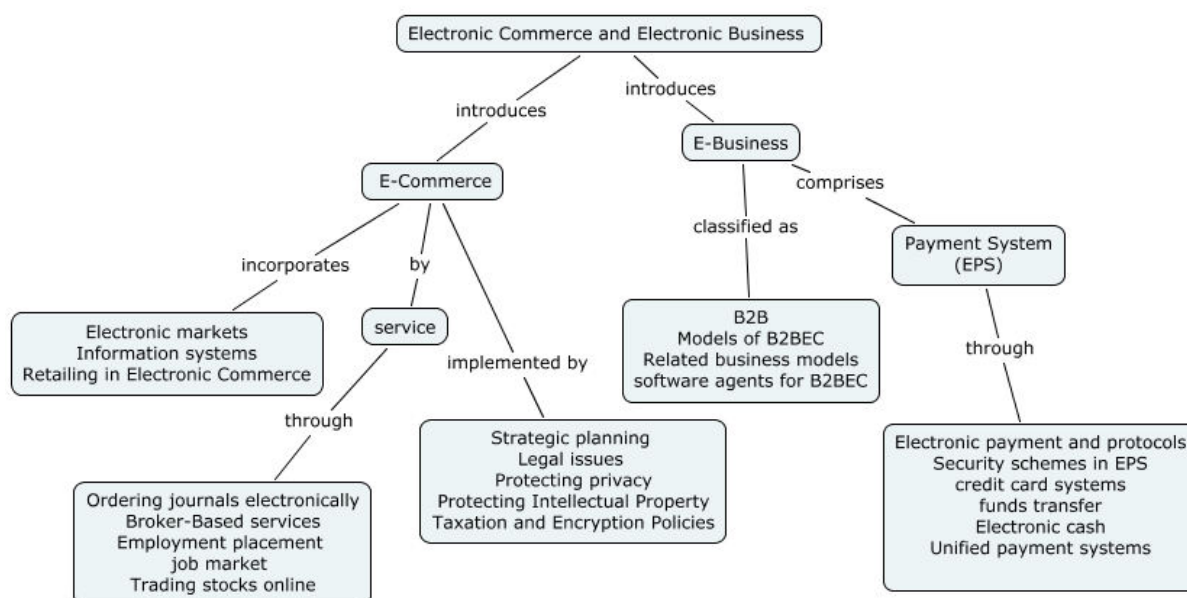 Electronic Commerce and Electronic Business
introduces
introduces
E-Business
E-Commerce
comprises
classified as
Payment System
(EPS)
incorporates
by
Electronic markets
Information systems
Retailing in Electronic Commerce
service
B2B
Models of B2BEC
Related business models
software agents for B2BEC
implemented by
through
through
Strategic planning
Legal issues
Protecting privacy
Protecting Intellectual Property
Taxation and Encryption Policies
Electronic payment and protocols
Security schemes in EPS
credit card systems
funds transfer
Electronic cash
Unified payment systems
Ordering journals electronically
Broker-Based services
Employment placement
job market
Trading stocks online